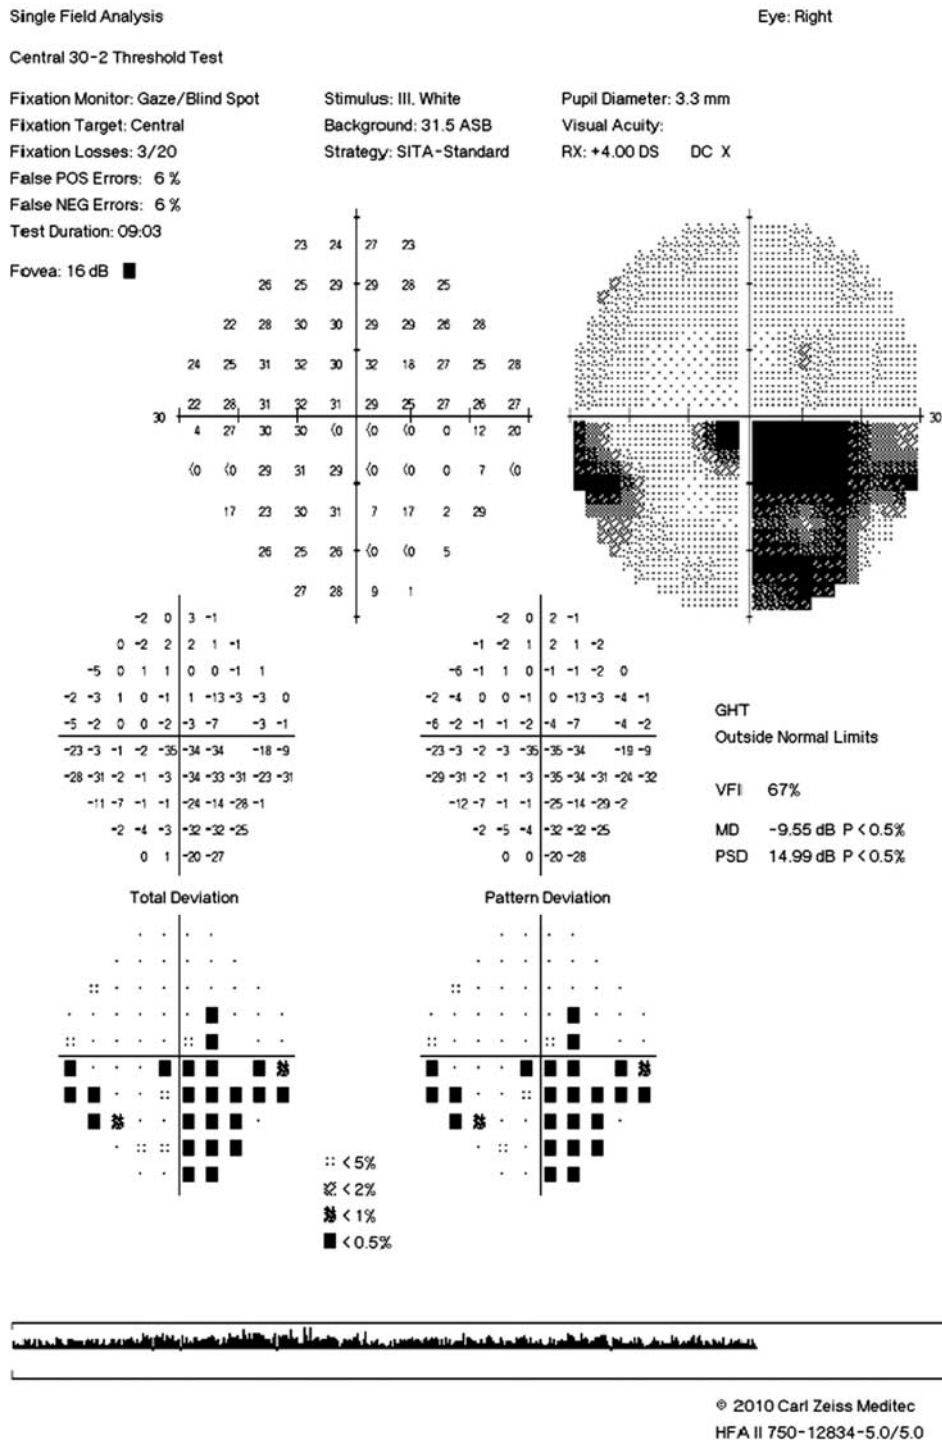 Single Field Analysis Eye: Right
Central 30-2 Threshold Test
Fixation Monitor: Gaze/Blind Spot Stimulus: III, White Pupil Diameter: 3.3 mm
Fixation Target: Central Background: 31.5 ASB Visual Acuity:
Fixation Losses: 3/20 Strategy: SITA-Standard RX: +4.00 DS DC X
False POS Errors: 6 %
False NEG Errors: 6 %
Test Duration: 09:03
Fovea: 16 dB ■
23 24 27 23
26 25 29 29 28 25
22 28 30 30 29 29 26 28
24 25 31 32 30 32 18 27 25 28
30 22 28 31 32 31 29 25 27 26 27 30
4 27 30 30 <0 <0 <0 0 12 20
<0 <0 29 31 29 <0 <0 0 7 <0
17 23 30 31 7 17 2 29
26 25 26 <0 <0 5
27 28 9 1
-2 0 3 -1 -2 0 2 -1
0 -2 2 2 1 -1 -1 -2 1 2 1 -2
-5 0 1 1 0 0 -1 1 -6 -1 1 0 -1 -1 -2 0
-2 -3 1 0 -1 1 -13 -3 -3 0 -2 -4 0 0 -1 0 -13 -3 -4 -1
-5 -2 0 0 -2 -3 -7 -3 -1 -6 -2 -1 -1 -2 -4 -7 -4 -2
-23 -3 -1 -2 -35 -34 -34 -18 -9 -23 -3 -2 -3 -35 -35 -34 -19 -9
-28 -31 -2 -1 -3 -34 -33 -31 -23 -31 -29 -31 -2 -1 -3 -35 -34 -31 -24 -32
-11 -7 -1 -1 -24 -14 -28 -1 -12 -7 -1 -1 -25 -14 -29 -2
-2 -4 -3 -32 -32 -25 -2 -5 -4 -32 -32 -25
0 1 -20 -27 0 0 -20 -28
GHT
Outside Normal Limits
VFI 67%
MD -9.55 dB P < 0.5%
PSD 14.99 dB P < 0.5%
Total Deviation Pattern Deviation
< 5%
< 2%
< 1%
< 0.5%
© 2010 Carl Zeiss Meditec
HFA II 750-12834-5.0/5.0